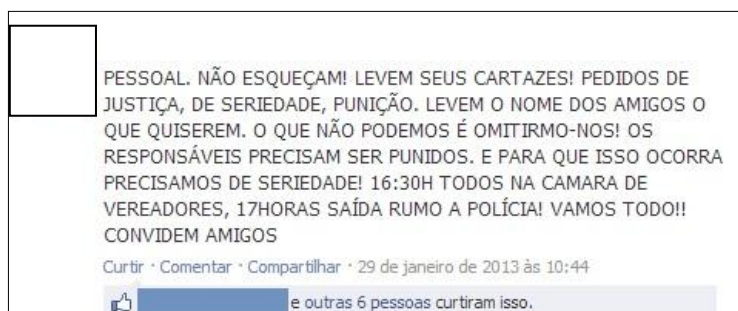 PESSOAL. NÃO ESQUEÇAM! LEVEM SEUS CARTAZES! PEDIDOS DE
JUSTIÇA, DE SERIEDADE, PUNIÇÃO. LEVEM O NOME DOS AMIGOS O
QUE QUISEREM. O QUE NÃO PODEMOS É OMITIRMO-NOS! OS
RESPONSÁVEIS PRECISAM SER PUNIDOS. E PARA QUE ISSO OCORRA
PRECISAMOS DE SERIEDADE! 16:30H TODOS NA CAMARA DE
VEREADORES, 17HORAS SAÍDA RUMO A POLÍCIA! VAMOS TODO!!
CONVIDEM AMIGOS
Curtir · Comentar · Compartilhar · 29 de janeiro de 2013 às 10:44
e outras 6 pessoas curtiram isso.